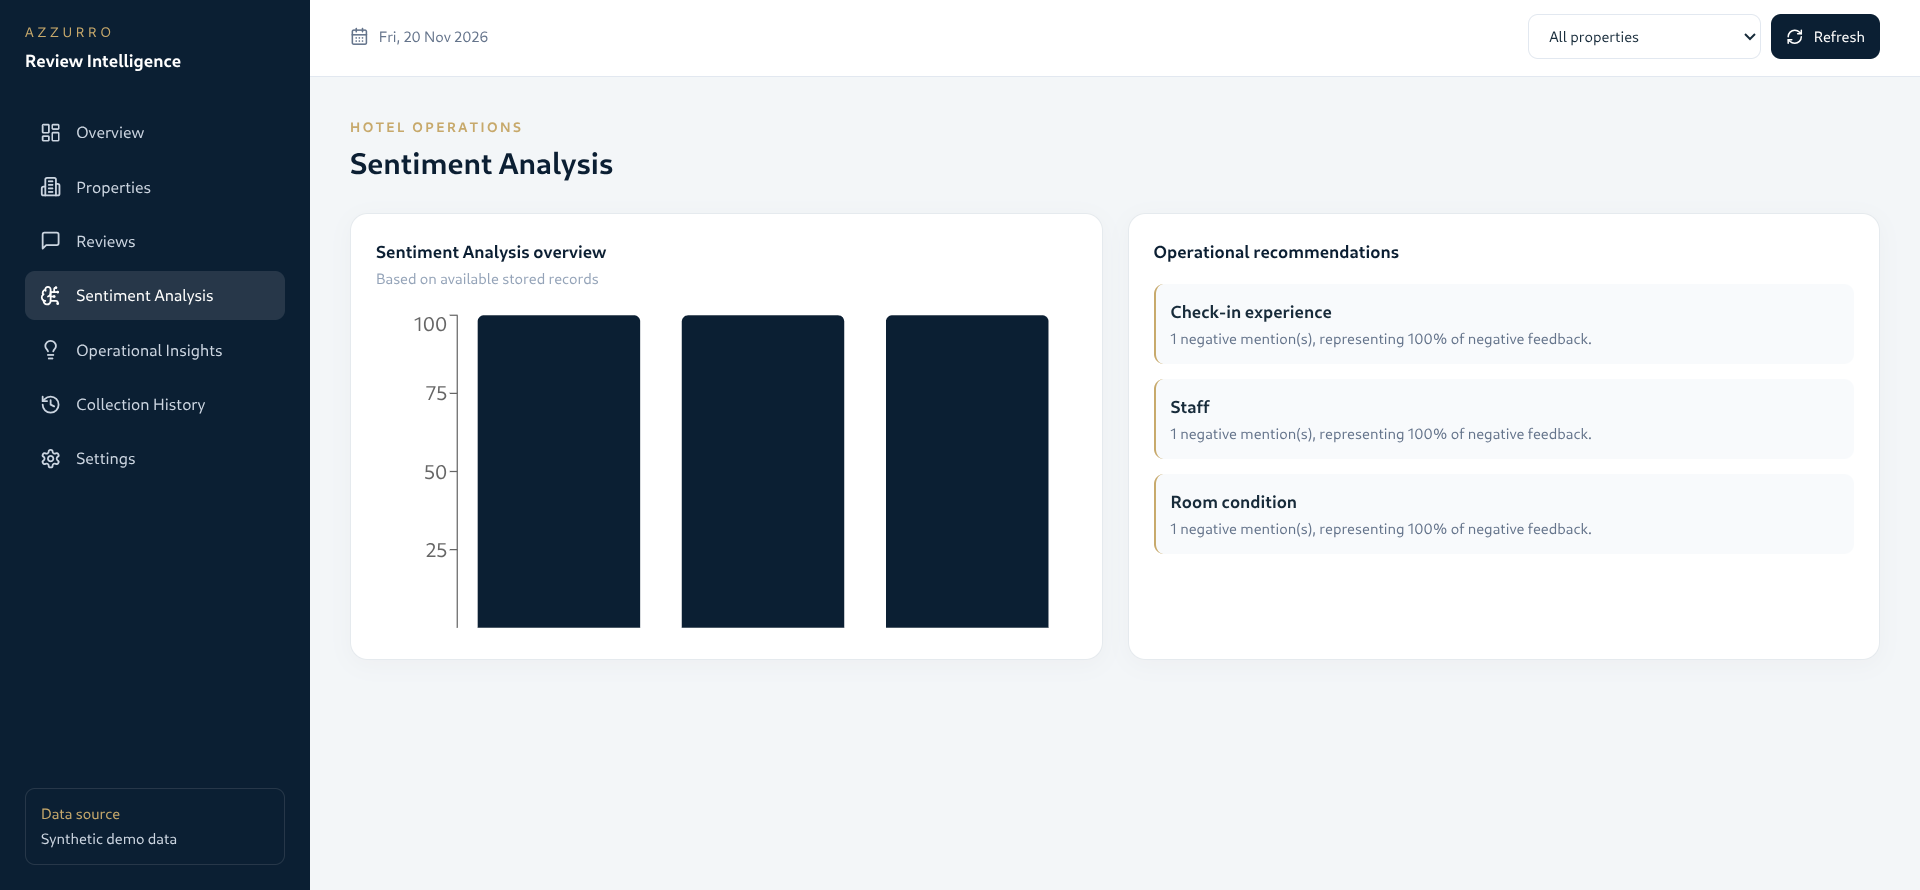 AZZURRO
Review Intelligence
Overview
Properties
Reviews
Sentiment Analysis
Operational Insights
Collection History
Settings
Data source
Synthetic demo data
Fri, 20 Nov 2026
All properties
Refresh
HOTEL OPERATIONS
Sentiment Analysis
Sentiment Analysis overview
Based on available stored records
100
75
50
25
Operational recommendations
Check-in experience
1 negative mention(s), representing 100% of negative feedback.
Staff
1 negative mention(s), representing 100% of negative feedback.
Room condition
1 negative mention(s), representing 100% of negative feedback.